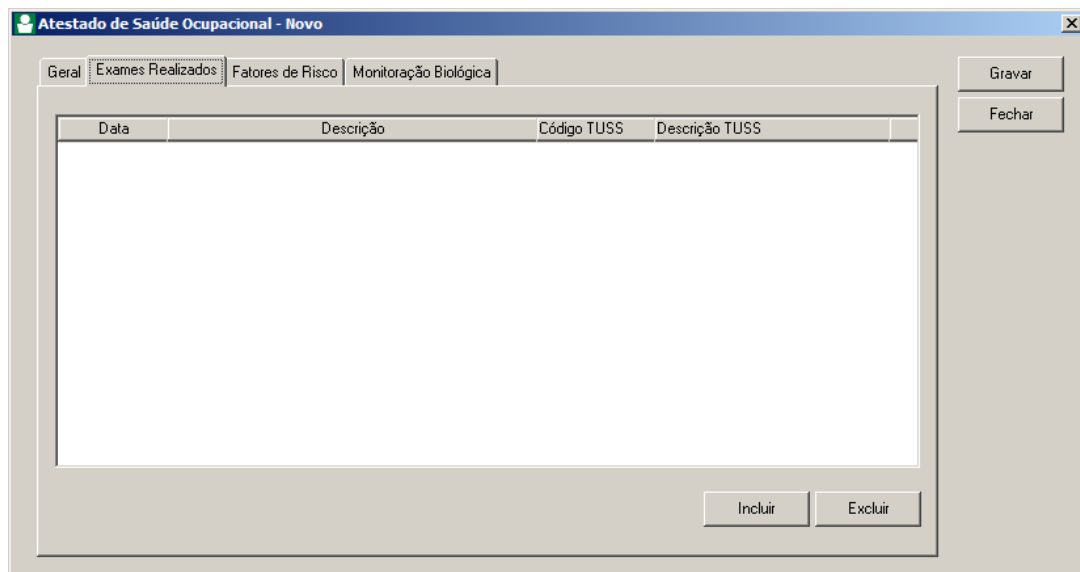 Atestado de Saúde Ocupacional - Novo
Geral Exames Realizados Fatores de Risco Monitoração Biológica
Gravar
Fechar
Data Descrição Código TUSS Descrição TUSS
Incluir Excluir